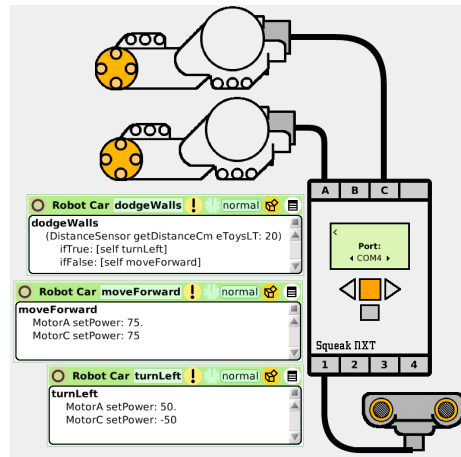 A B C
<
Port:
COM4
Squeak NXT
1 2 3 4
Robot Car dodgeWalls ! normal
dodgeWalls
(DistanceSensor getDistanceCm eToysLT: 20)
ifTrue: [self turnLeft]
ifFalse: [self moveForward]
Robot Car moveForward ! normal
moveForward
MotorA setPower: 75.
MotorC setPower: 75
Robot Car turnLeft ! normal
turnLeft
MotorA setPower: 50.
MotorC setPower: -50